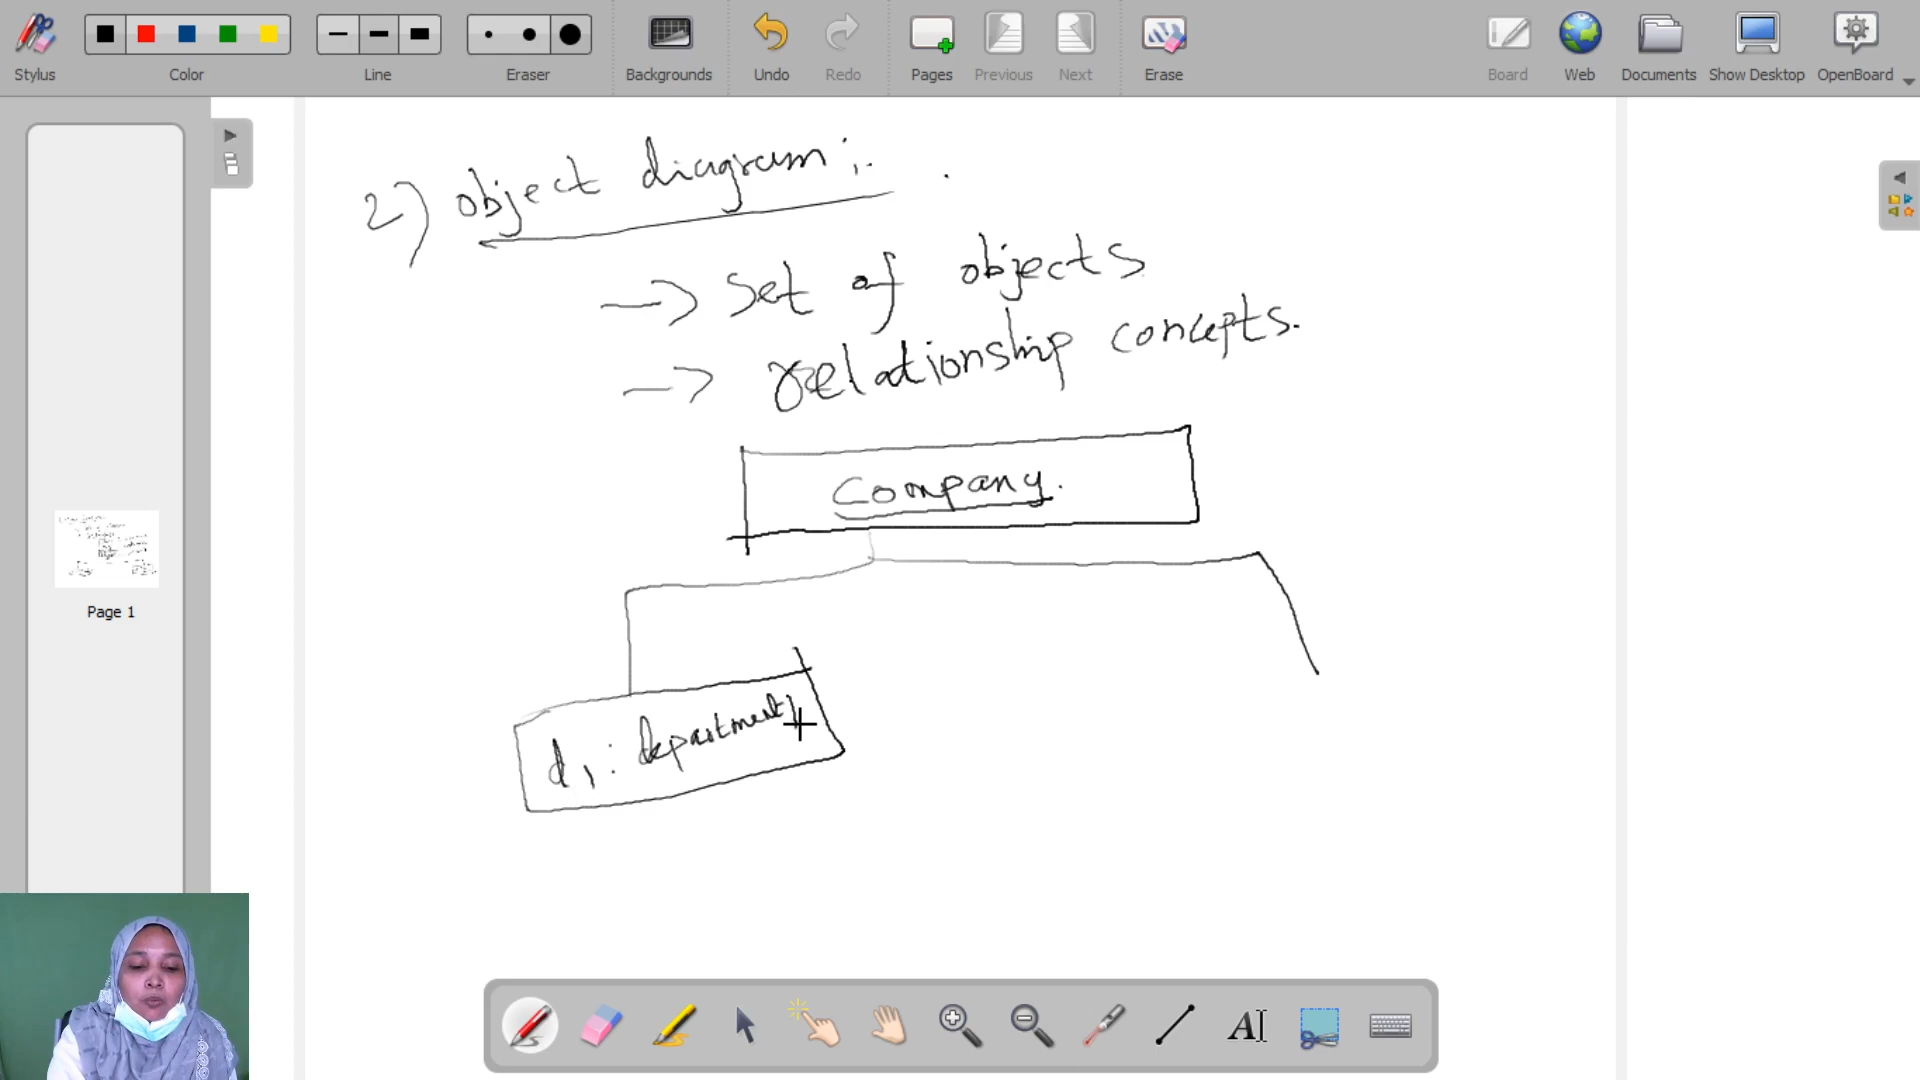 Stylus
Color
Line
Eraser
Backgrounds
Undo
Redo
Pages
Previous
Next
Erase
Board
Web
Documents
Show Desktop
OpenBoard
2) object diagram:.
→ set of objects
→ relationship concepts.
Company.
d1: department
Page 1